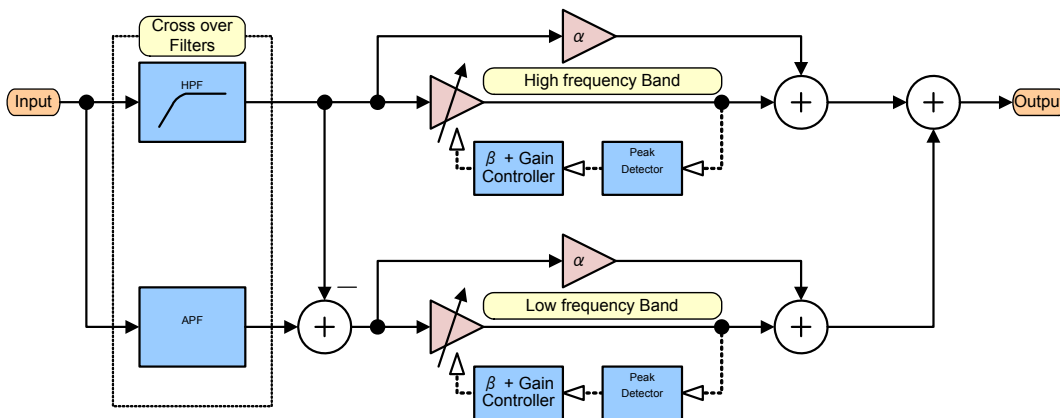 Cross over
Filters
Input
HPF
α
High frequency Band
+
+
Output
β + Gain
Controller
Peak
Detector
APF
—
+
α
Low frequency Band
+
β + Gain
Controller
Peak
Detector